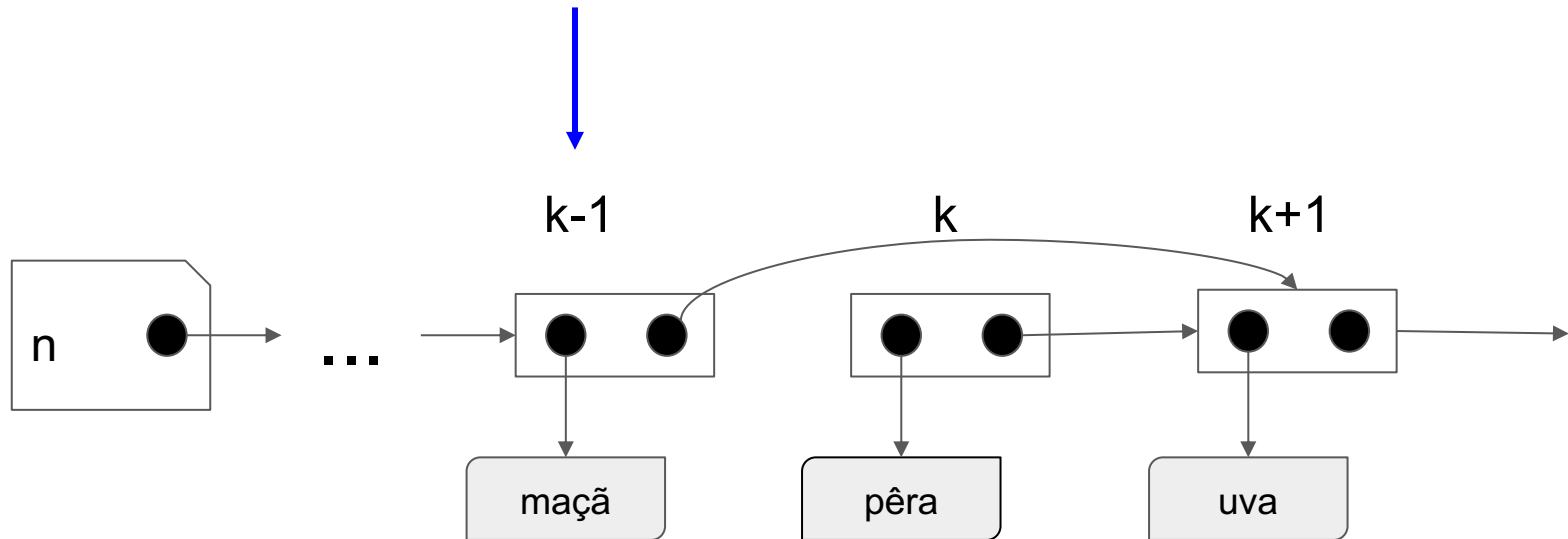 k-1 k k+1
n ...
maçã pêra uva